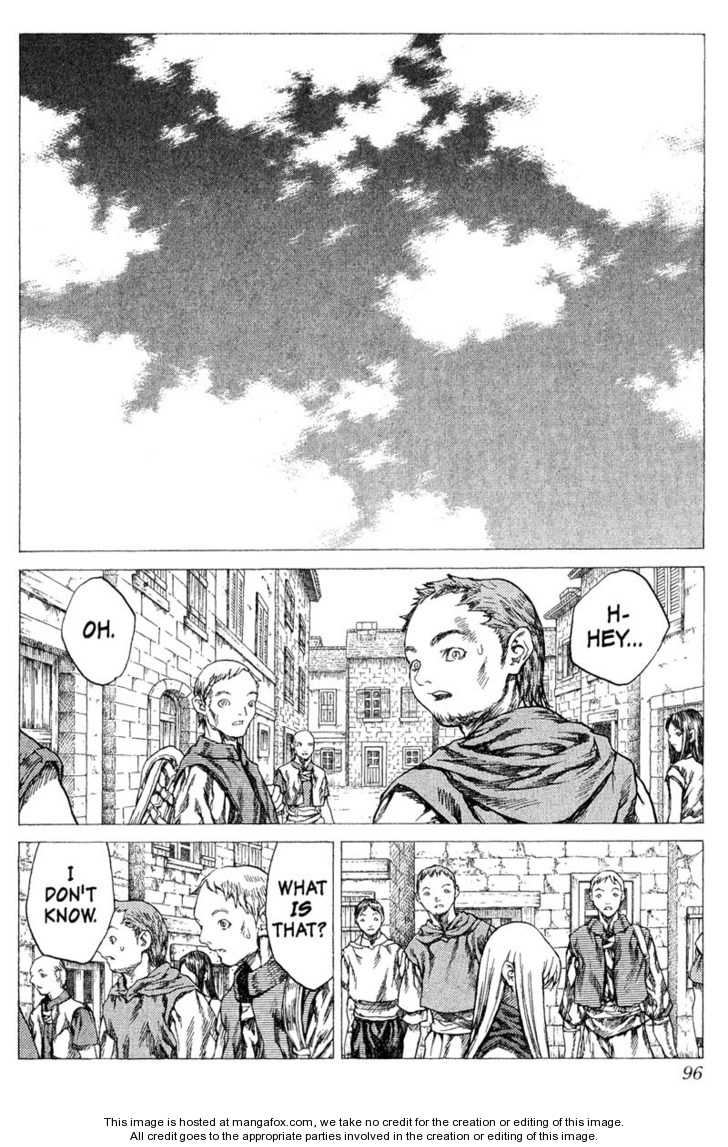 H-
HEY...
OH.
WHAT
IS
THAT?
I
DON'T
KNOW.
96
This image is hosted at mangafox.com, we take no credit for the creation or editing of this image.
All credit goes to the appropriate parties involved in the creation or editing of this image.